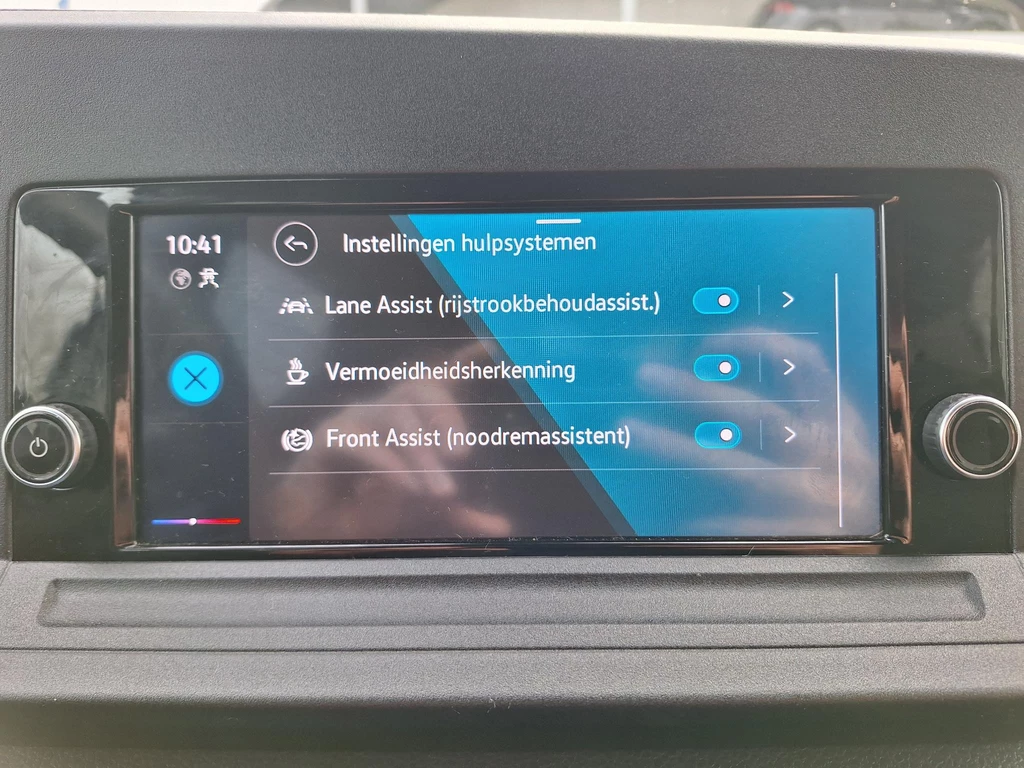 10:41
Instellingen hulpsystemen
Lane Assist (rijstrookbehoudassist.)
Vermoeidheidsherkenning
Front Assist (noodremassistent)